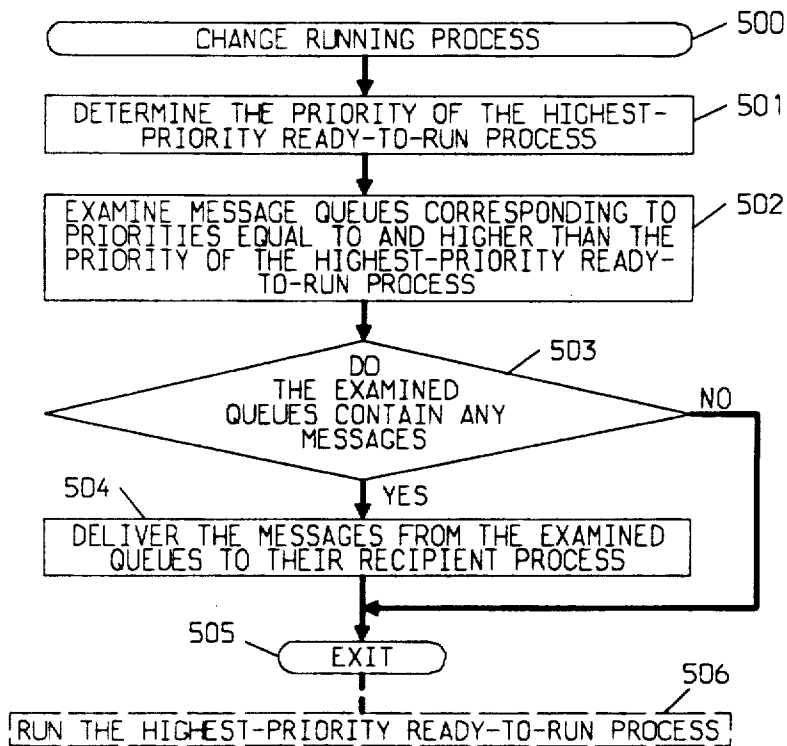 CHANGE RUNNING PROCESS
500
DETERMINE THE PRIORITY OF THE HIGHEST-
PRIORITY READY-TO-RUN PROCESS
501
EXAMINE MESSAGE QUEUES CORRESPONDING TO
PRIORITIES EQUAL TO AND HIGHER THAN THE
PRIORITY OF THE HIGHEST-PRIORITY READY-
TO-RUN PROCESS
502
503
DO
THE EXAMINED
QUEUES CONTAIN ANY
MESSAGES
NO
YES
504
DELIVER THE MESSAGES FROM THE EXAMINED
QUEUES TO THEIR RECIPIENT PROCESS
505
EXIT
506
RUN THE HIGHEST-PRIORITY READY-TO-RUN PROCESS